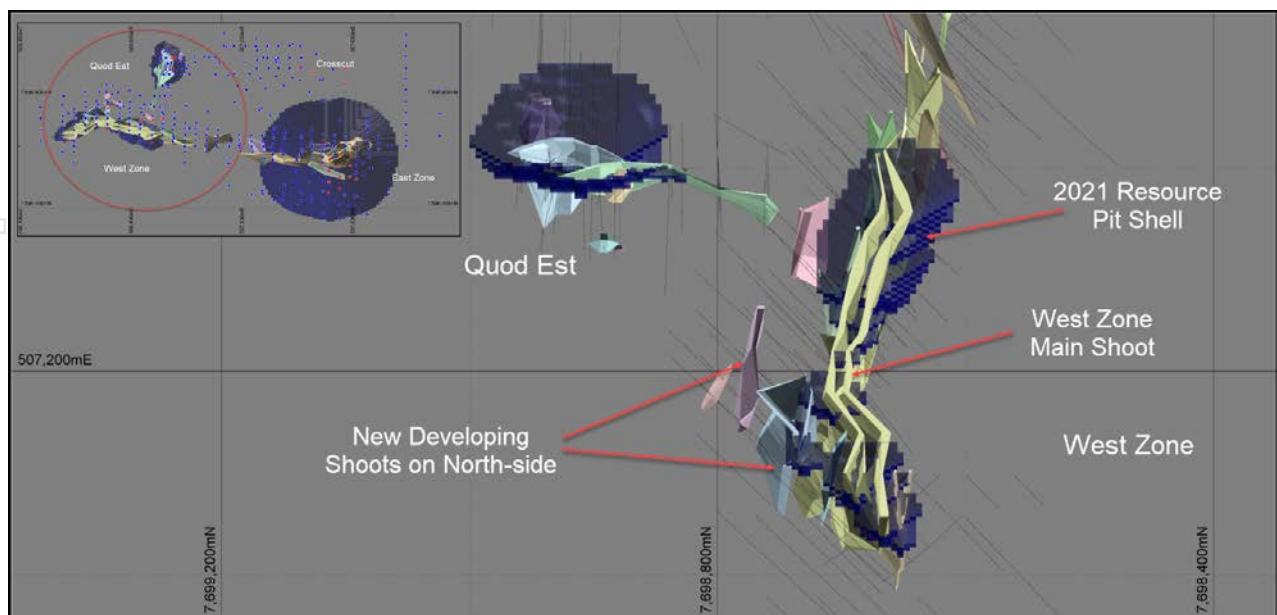 Quod Est
Crosscut
West Zone
East Zone
2021 Resource
Pit Shell
Quod Est
West Zone
Main Shoot
507,200mE
New Developing
Shoots on North-side
West Zone
7,699,200mN
7,698,800mN
7,698,400mN